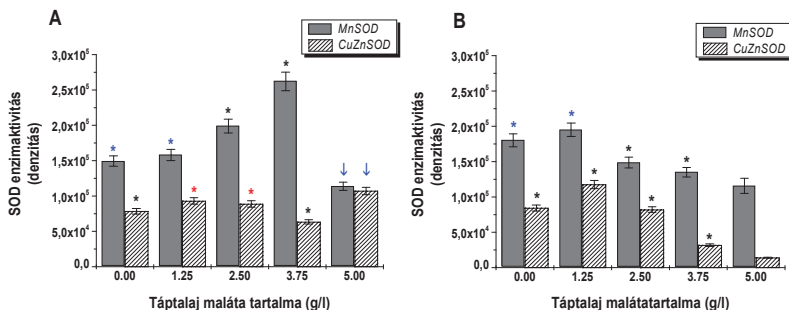 A
MnSOD
CuZnSOD
SOD enzimaktivitás
(denzitás)
3,0x10⁵
2,5x10⁵
2,0x10⁵
1,5x10⁵
1,0x10⁵
5,0x10⁴
0,0
* * * * * * * * ↓ ↓
0.00 1.25 2.50 3.75 5.00
Táptalaj maláta tartalma (g/l)
B
MnSOD
CuZnSOD
SOD enzimaktivitás
(denzitás)
3,0x10⁵
2,5x10⁵
2,0x10⁵
1,5x10⁵
1,0x10⁵
5,0x10⁴
0,0
* * * * * * * *
0.00 1.25 2.50 3.75 5.00
Táptalaj malátatartalma (g/l)